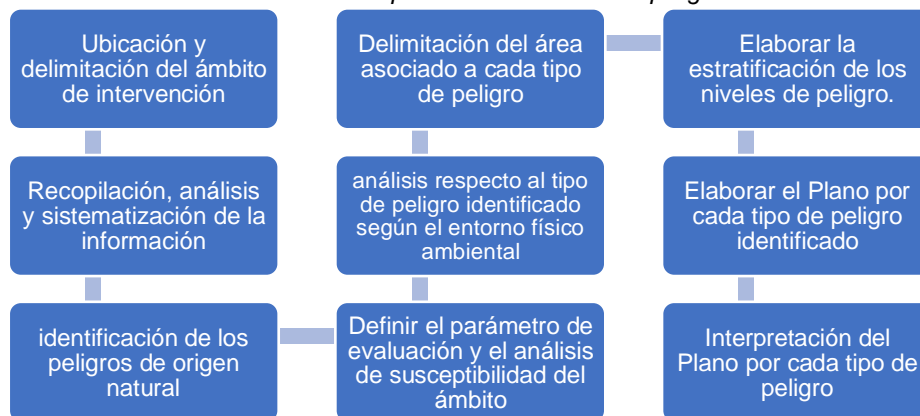 Ubicación y
delimitación del ámbito
de intervención
Recopilación, análisis
y sistematización de la
información
identificación de los
peligros de origen
natural
Definir el parámetro de
evaluación y el análisis
de susceptibilidad del
ámbito
análisis respecto al tipo
de peligro identificado
según el entorno físico
ambiental
Delimitación del área
asociado a cada tipo
de peligro
Elaborar la
estratificación de los
niveles de peligro.
Elaborar el Plano por
cada tipo de peligro
identificado
Interpretación del
Plano por cada tipo de
peligro